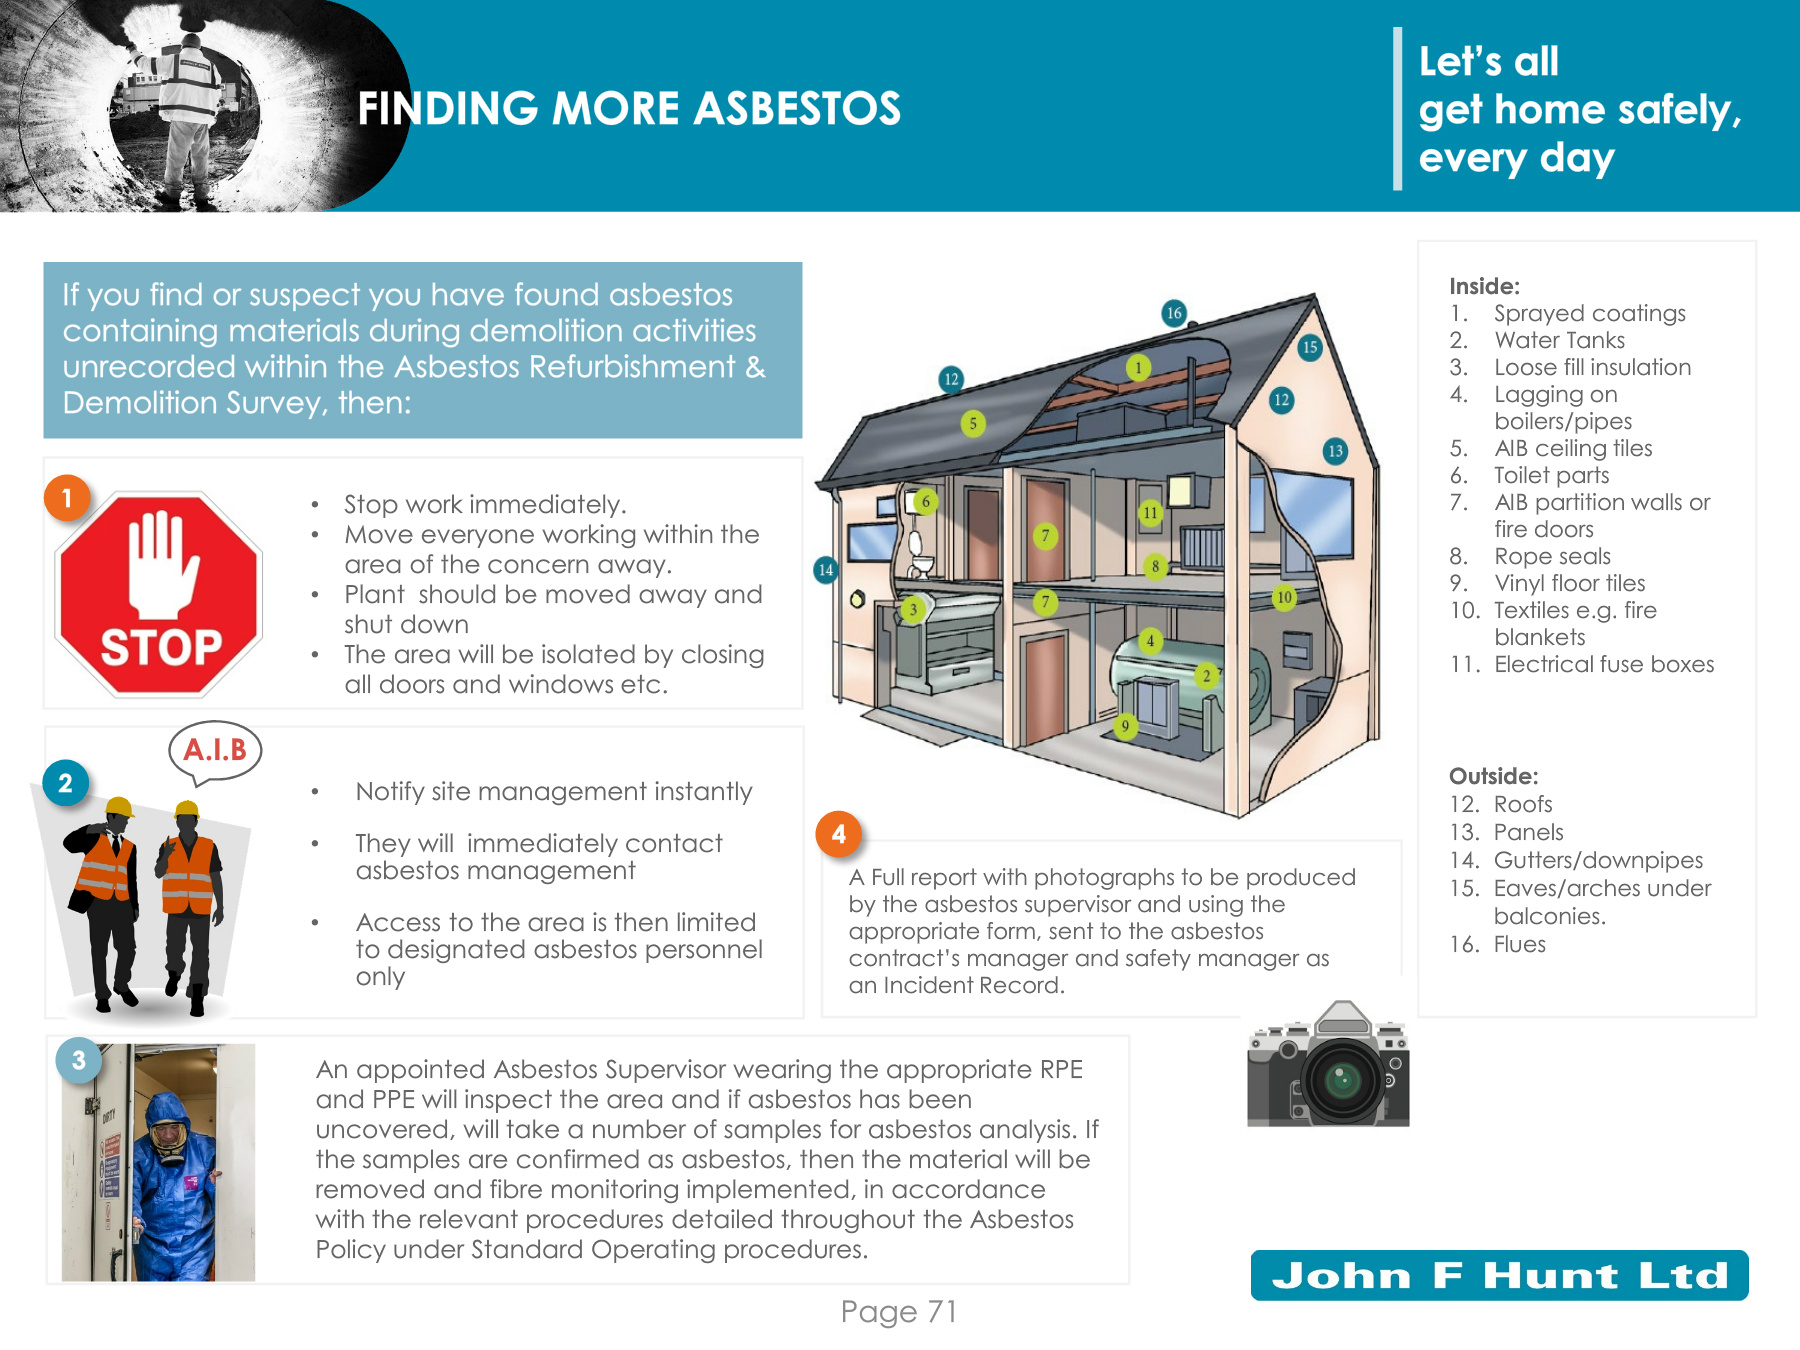 FINDING MORE ASBESTOS
Let's all
get home safely,
every day
If you find or suspect you have found asbestos
containing materials during demolition activities
unrecorded within the Asbestos Refurbishment &
Demolition Survey, then:
1
STOP
• Stop work immediately.
• Move everyone working within the
area of the concern away.
• Plant  should be moved away and
shut down
• The area will be isolated by closing
all doors and windows etc.
2
A.I.B
• Notify site management instantly
• They will  immediately contact
asbestos management
• Access to the area is then limited
to designated asbestos personnel
only
3
DIRTY
An appointed Asbestos Supervisor wearing the appropriate RPE
and PPE will inspect the area and if asbestos has been
uncovered, will take a number of samples for asbestos analysis. If
the samples are confirmed as asbestos, then the material will be
removed and fibre monitoring implemented, in accordance
with the relevant procedures detailed throughout the Asbestos
Policy under Standard Operating procedures.
16
15
1
12
12
5
13
6
11
7
14
8
10
3
7
4
2
9
4
A Full report with photographs to be produced
by the asbestos supervisor and using the
appropriate form, sent to the asbestos
contract's manager and safety manager as
an Incident Record.
Inside:
1. Sprayed coatings
2. Water Tanks
3. Loose fill insulation
4. Lagging on
boilers/pipes
5. AIB ceiling tiles
6. Toilet parts
7. AIB partition walls or
fire doors
8. Rope seals
9. Vinyl floor tiles
10. Textiles e.g. fire
blankets
11. Electrical fuse boxes
Outside:
12. Roofs
13. Panels
14. Gutters/downpipes
15. Eaves/arches under
balconies.
16. Flues
John F Hunt Ltd
Page 71